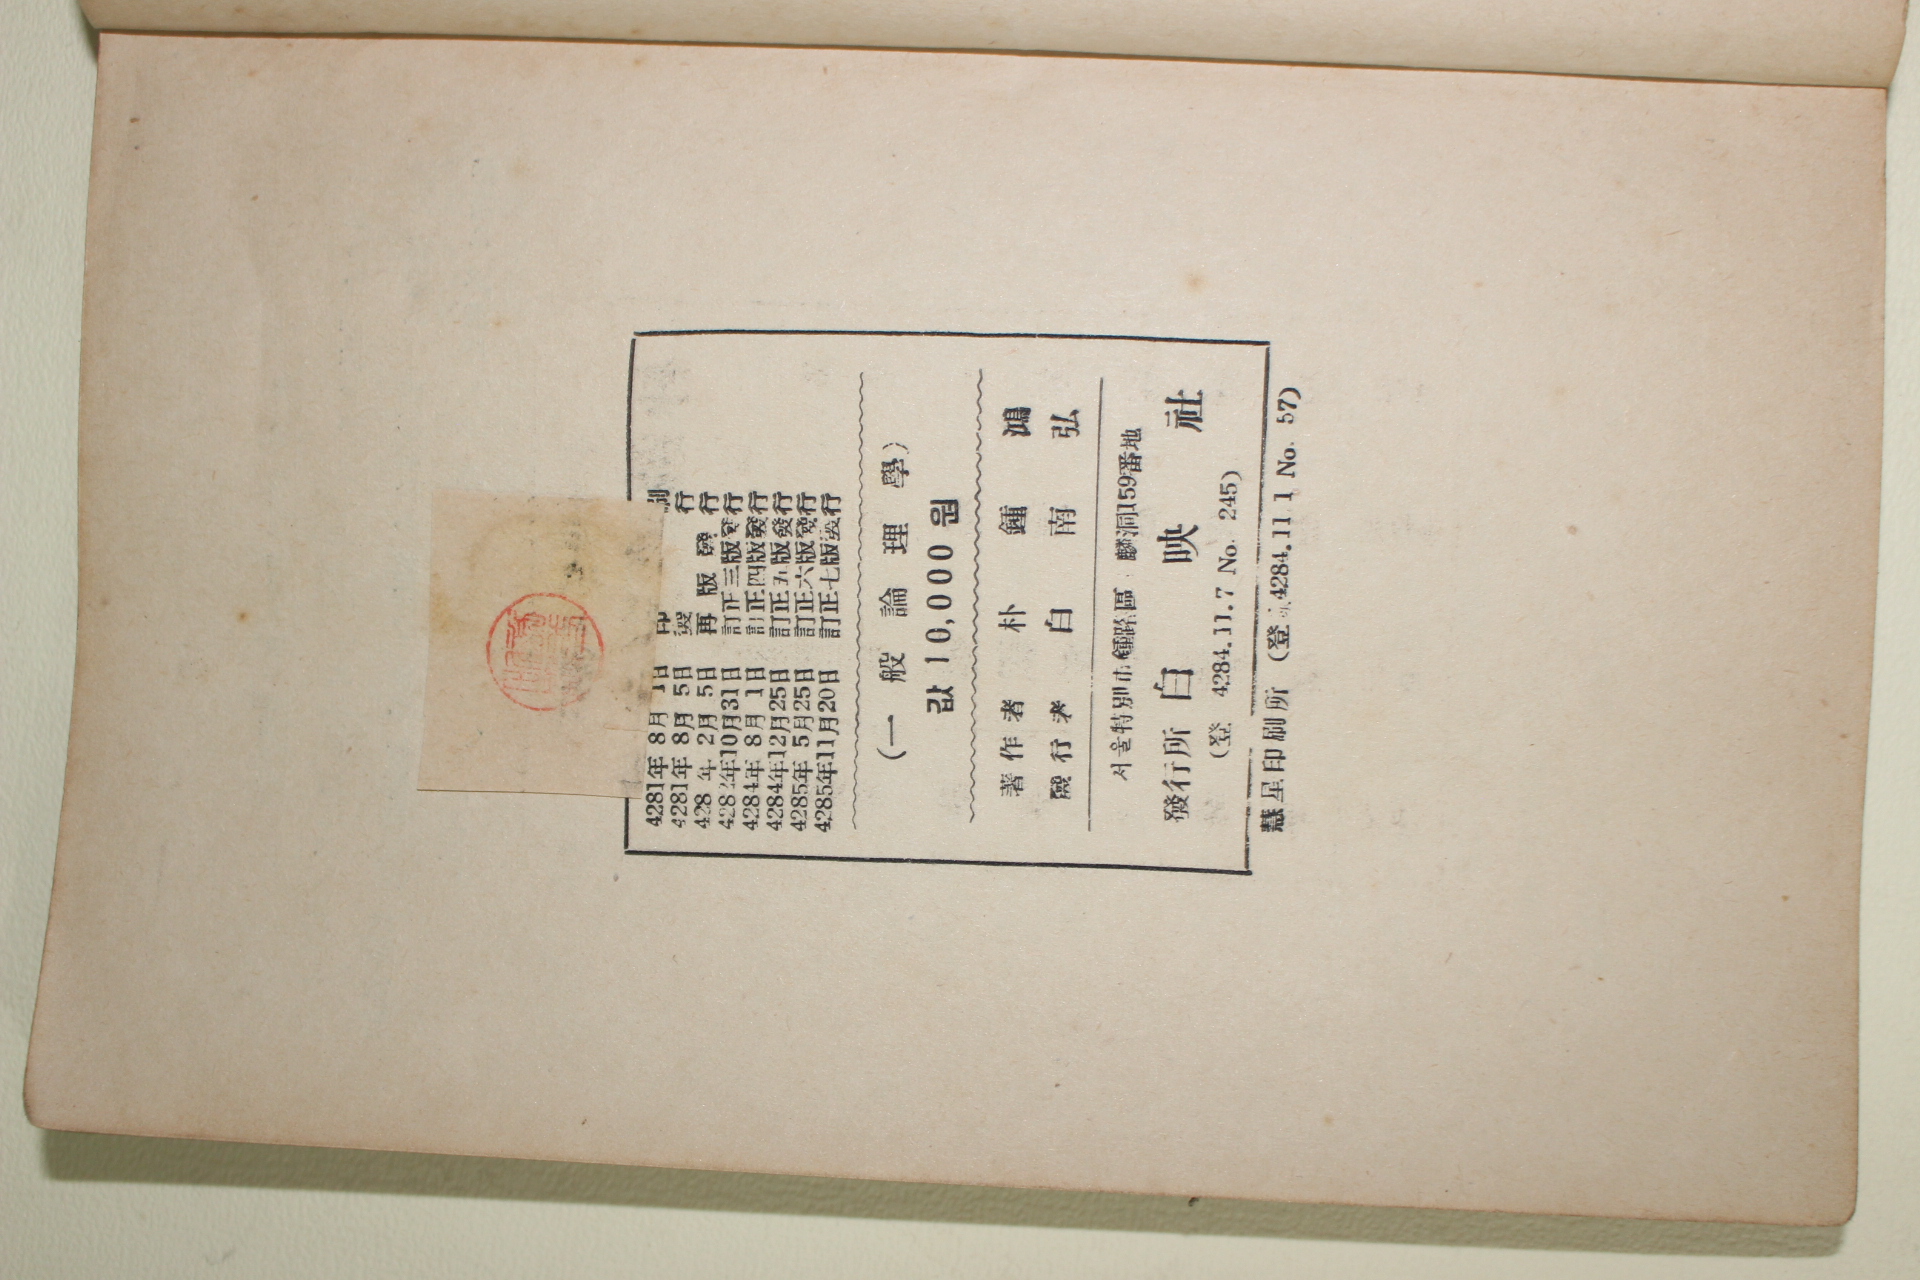 4281年 8月 1日 印 刷
4281年 8月 5日 發 行
428 年 2月 5日 再 版 發 行
428 年10月31日 訂正三版發行
4284年 8月 1日 訂正四版發行
4284年12月25日 訂正五版發行
4285年 5月25日 訂正六版發行
4285年11月20日 訂正七版發行
(一 般 論 理 學)
값 10,000 원
著作者 朴 鍾 鴻
發行者 白 南 弘
서울特別市鍾路區 麟洞159番地
發行所 白 映 社
(登 4284.11.7 No. 245)
慧星印刷所 (登 4284.11 1 No. 57)